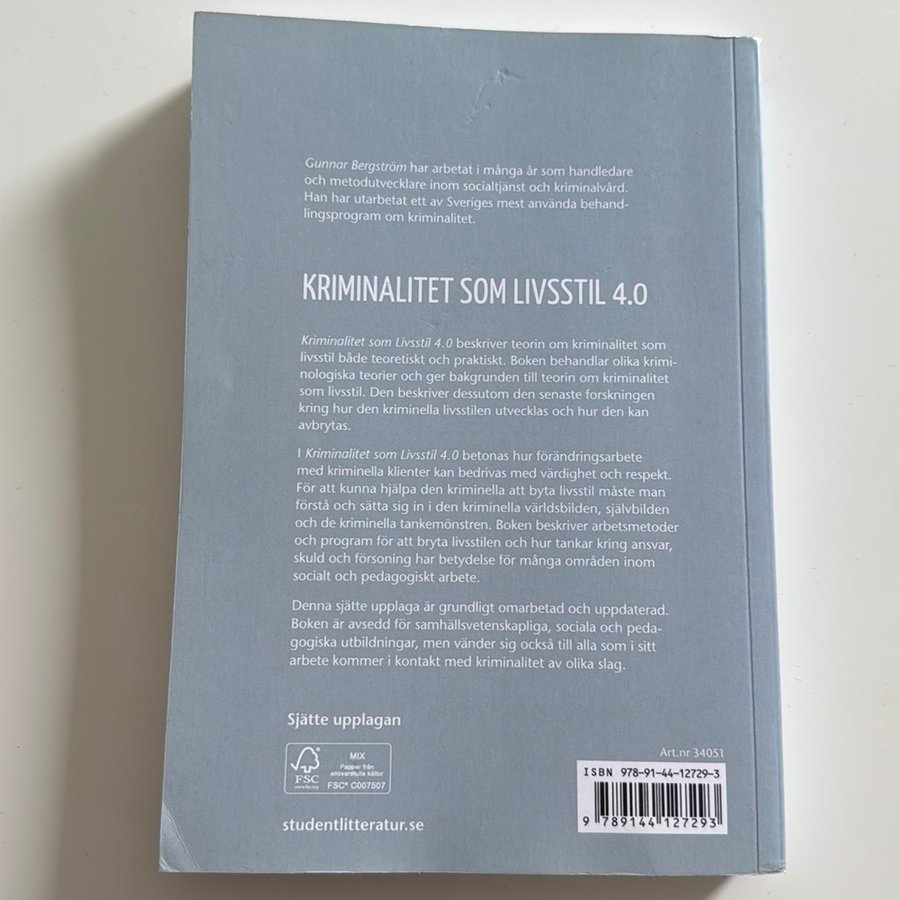 Gunnar Bergström har arbetat i många år som handledare
och metodutvecklare inom socialtjänst och kriminalvård.
Han har utarbetat ett av Sveriges mest använda behand-
lingsprogram om kriminalitet.
KRIMINALITET SOM LIVSSTIL 4.0
Kriminalitet som Livsstil 4.0 beskriver teorin om kriminalitet som
livsstil både teoretiskt och praktiskt. Boken behandlar olika krimi-
nologiska teorier och ger bakgrunden till teorin om kriminalitet
som livsstil. Den beskriver dessutom den senaste forskningen
kring hur den kriminella livsstilen utvecklas och hur den kan
avbrytas.
I Kriminalitet som Livsstil 4.0 betonas hur förändringsarbete
med kriminella klienter kan bedrivas med värdighet och respekt.
För att kunna hjälpa den kriminella att byta livsstil måste man
förstå och sätta sig in i den kriminella världsbilden, självbilden
och de kriminella tankemönstren. Boken beskriver arbetsmetoder
och program för att bryta livsstilen och hur tankar kring ansvar,
skuld och försoning har betydelse för många områden inom
socialt och pedagogiskt arbete.
Denna sjätte upplaga är grundligt omarbetad och uppdaterad.
Boken är avsedd för samhällsvetenskapliga, sociala och peda-
gogiska utbildningar, men vänder sig också till alla som i sitt
arbete kommer i kontakt med kriminalitet av olika slag.
Sjätte upplagan
FSC
www.fsc.org
MIX
Papper från
ansvarsfulla källor
FSC® C007507
studentlitteratur.se
Art.nr 34051
ISBN 978-91-44-12729-3
9 789144 127293